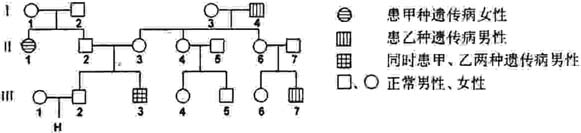 I
1 2 3 4
患甲种遗传病女性
II
1 2 3 4 5 6 7
患乙种遗传病男性
同时患甲、乙两种遗传病男性
III
1 2 3 4 5 6 7
、 正常男性、女性
H